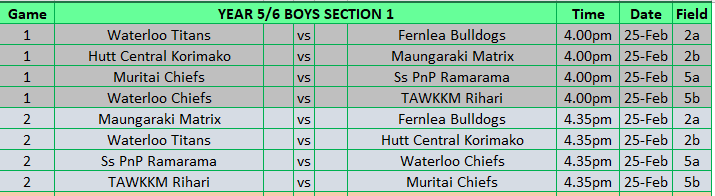 Game YEAR 5/6 BOYS SECTION 1 Time Date Field
1 Waterloo Titans vs Fernlea Bulldogs 4.00pm 25-Feb 2a
1 Hutt Central Korimako vs Maungaraki Matrix 4.00pm 25-Feb 2b
1 Muritai Chiefs vs Ss PnP Ramarama 4.00pm 25-Feb 5a
1 Waterloo Chiefs vs TAWKKM Rihari 4.00pm 25-Feb 5b
2 Maungaraki Matrix vs Fernlea Bulldogs 4.35pm 25-Feb 2a
2 Waterloo Titans vs Hutt Central Korimako 4.35pm 25-Feb 2b
2 Ss PnP Ramarama vs Waterloo Chiefs 4.35pm 25-Feb 5a
2 TAWKKM Rihari vs Muritai Chiefs 4.35pm 25-Feb 5b